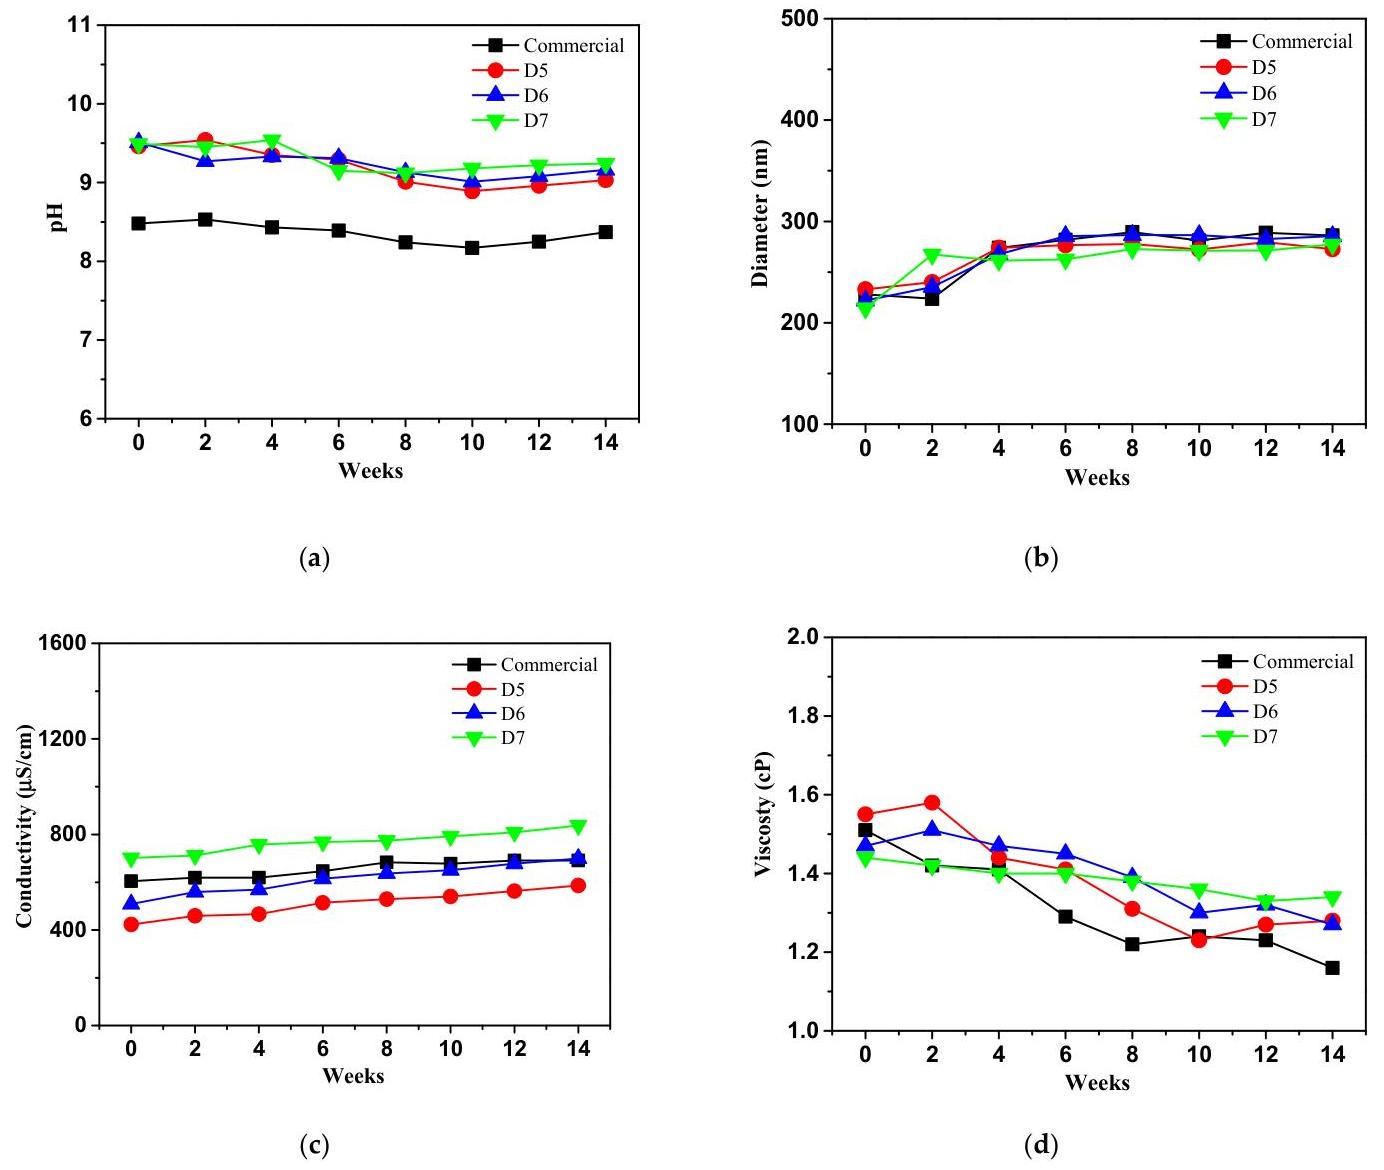 11
10
9
8
7
6
pH
0 2 4 6 8 10 12 14
Weeks
Commercial
D5
D6
D7
(a)
500
400
300
200
100
Diameter (nm)
0 2 4 6 8 10 12 14
Weeks
Commercial
D5
D6
D7
(b)
1600
1200
800
400
0
Conductivity (μS/cm)
0 2 4 6 8 10 12 14
Weeks
Commercial
D5
D6
D7
(c)
2.0
1.8
1.6
1.4
1.2
1.0
Viscosty (cP)
0 2 4 6 8 10 12 14
Weeks
Commercial
D5
D6
D7
(d)